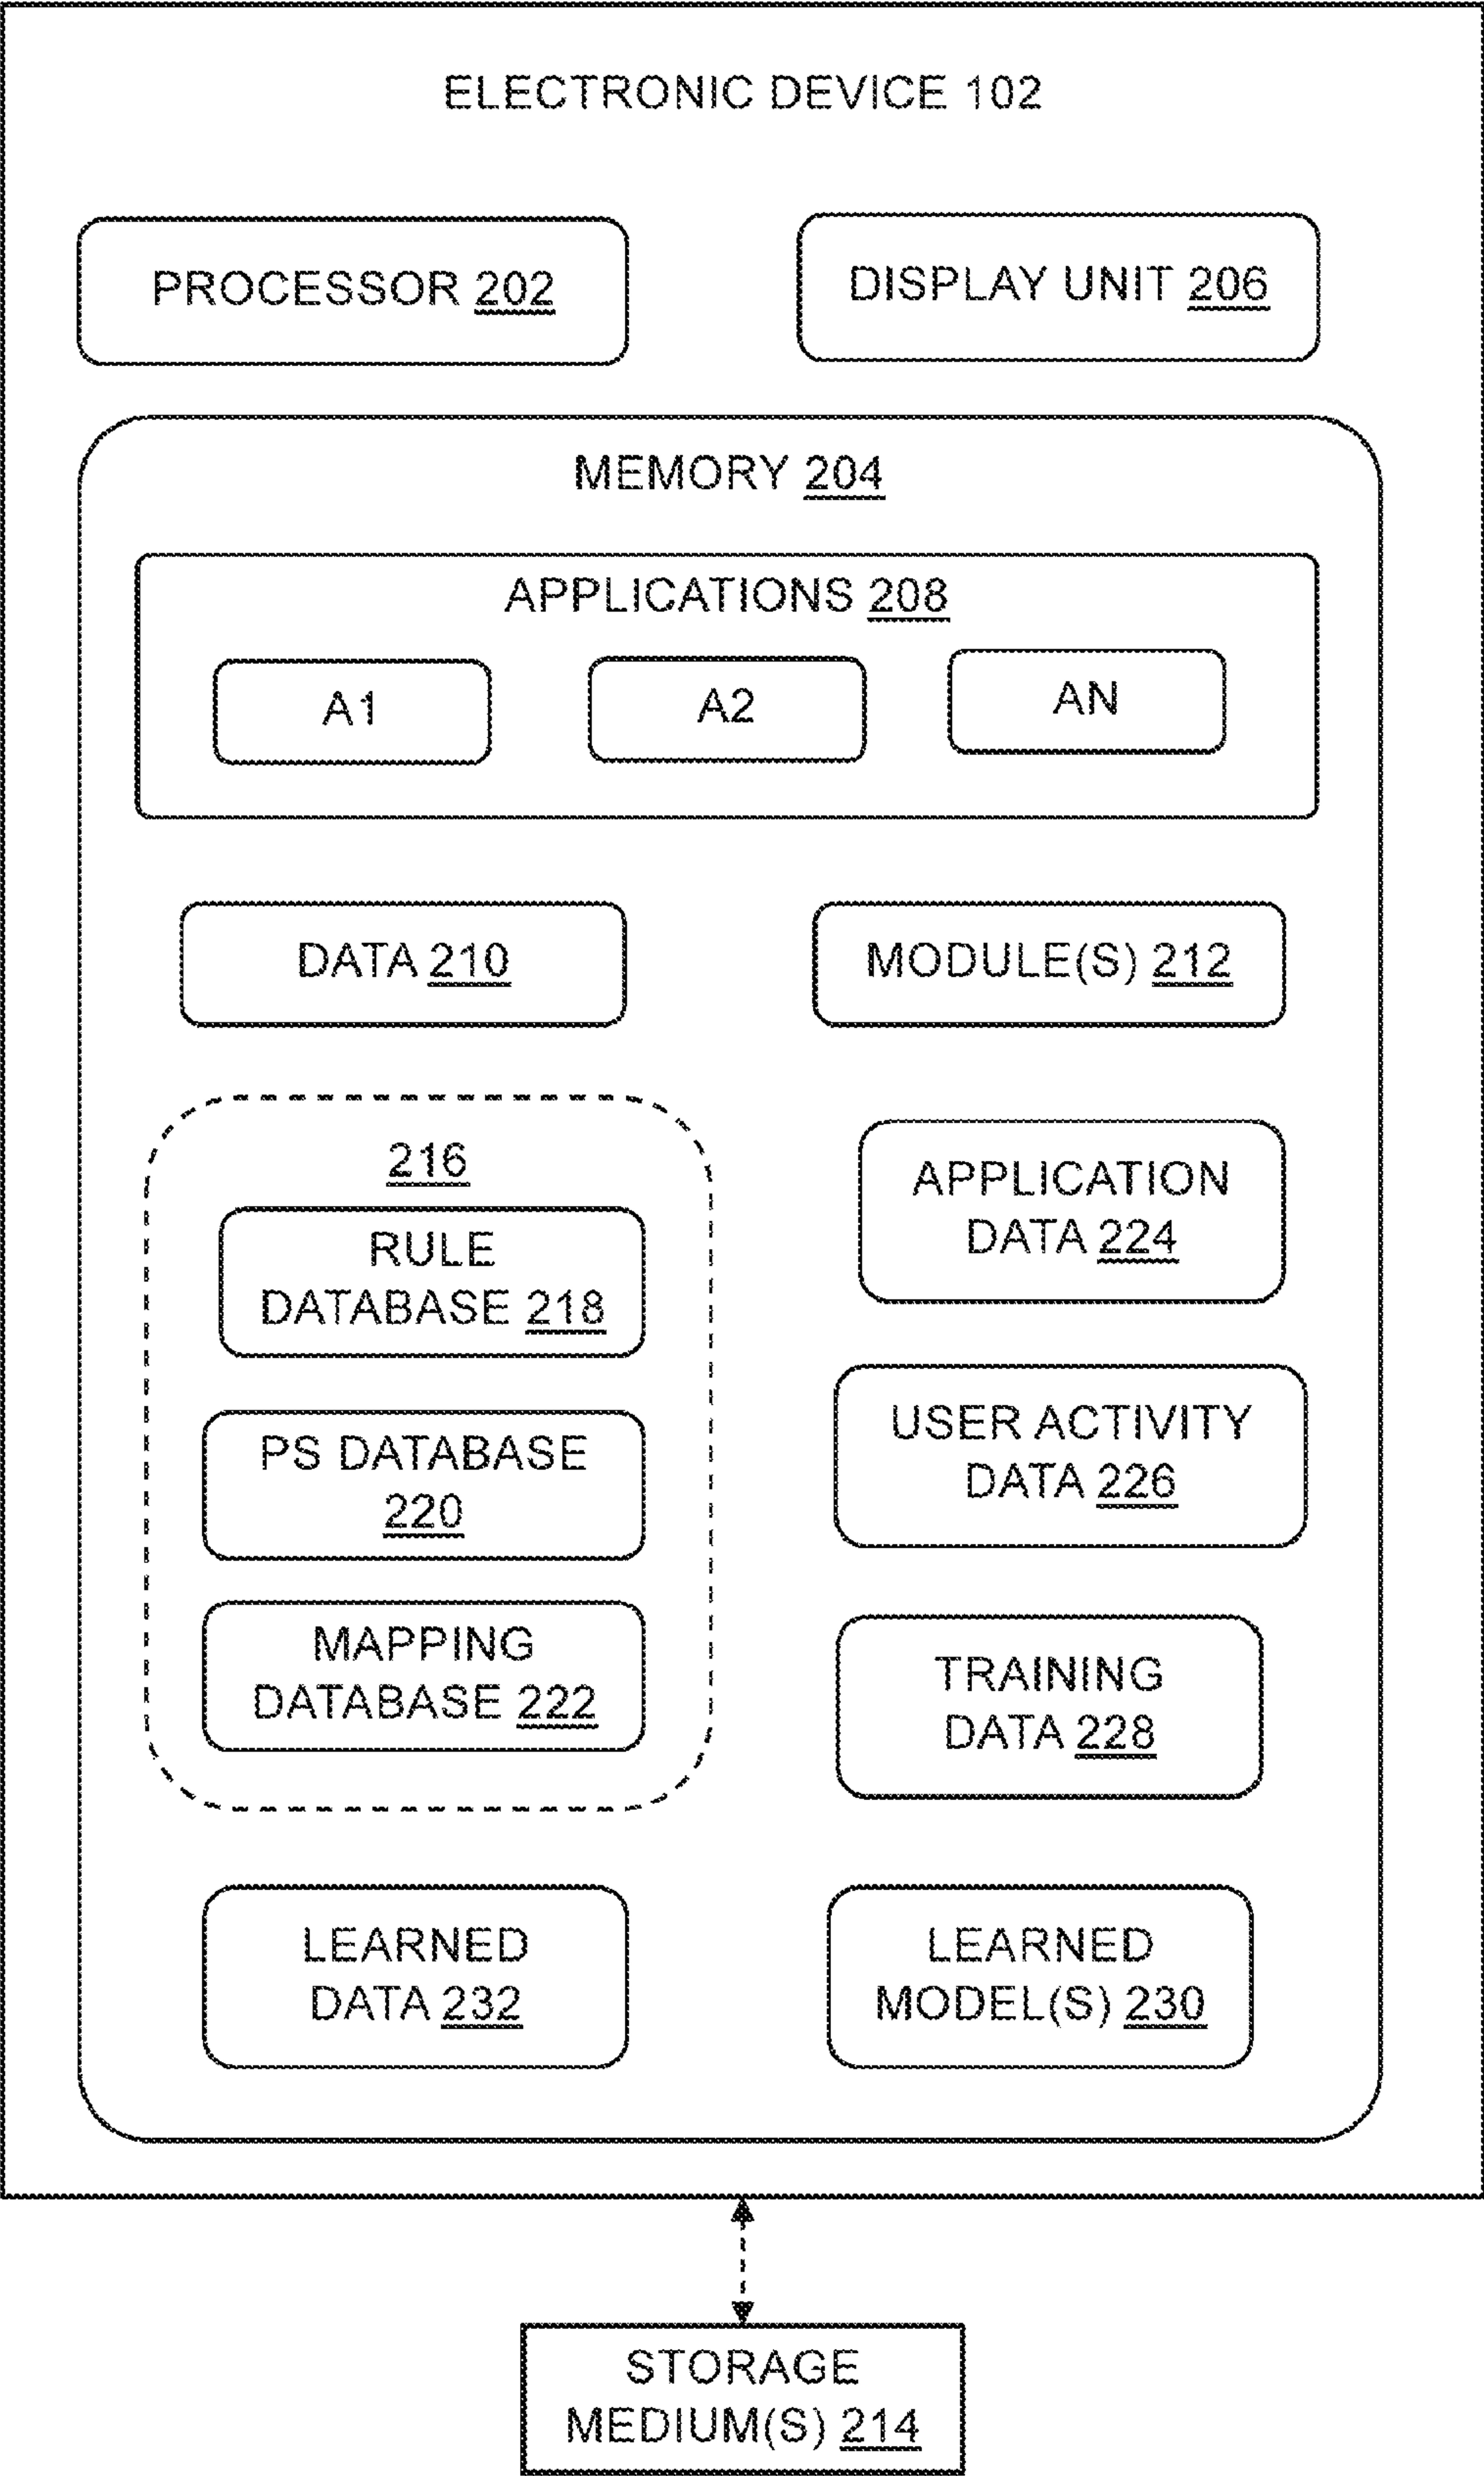 ELECTRONIC DEVICE 102
PROCESSOR 202
DISPLAY UNIT 206
MEMORY 204
APPLICATIONS 208
A1
A2
AN
DATA 210
MODULE(S) 212
216
RULE
DATABASE 218
PS DATABASE
220
MAPPING
DATABASE 222
APPLICATION
DATA 224
USER ACTIVITY
DATA 226
TRAINING
DATA 228
LEARNED
DATA 232
LEARNED
MODEL(S) 230
STORAGE
MEDIUM(S) 214